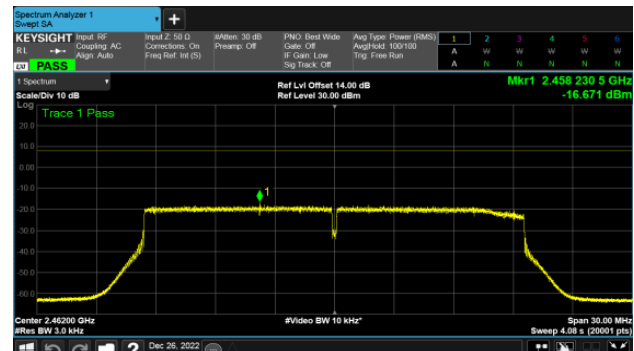 Spectrum Analyzer 1
Swept SA
+
KEYSIGHT Input: RF Input Z: 50 Ω #Atten: 30 dB PNO: Best Wide Avg Type: Power (RMS) 1 2 3 4 5 6
RL Coupling: AC Corrections: On Preamp: Off Gate: Off Avg|Hold: 100/100 A W W W W W
Align: Auto Freq Ref: Int (S) IF Gain: Low Trig: Free Run
LXI PASS Sig Track: Off A N N N N N
1 Spectrum Ref Lvl Offset 14.00 dB Mkr1 2.458 230 5 GHz
Scale/Div 10 dB Ref Level 30.00 dBm -16.671 dBm
Log
Trace 1 Pass
20.0
10.0
0.00
-10.0
1
-20.0
-30.0
-40.0
-50.0
-60.0
Center 2.46200 GHz #Video BW 10 kHz* Span 30.00 MHz
#Res BW 3.0 kHz Sweep 4.08 s (20001 pts)
? Dec 26, 2022